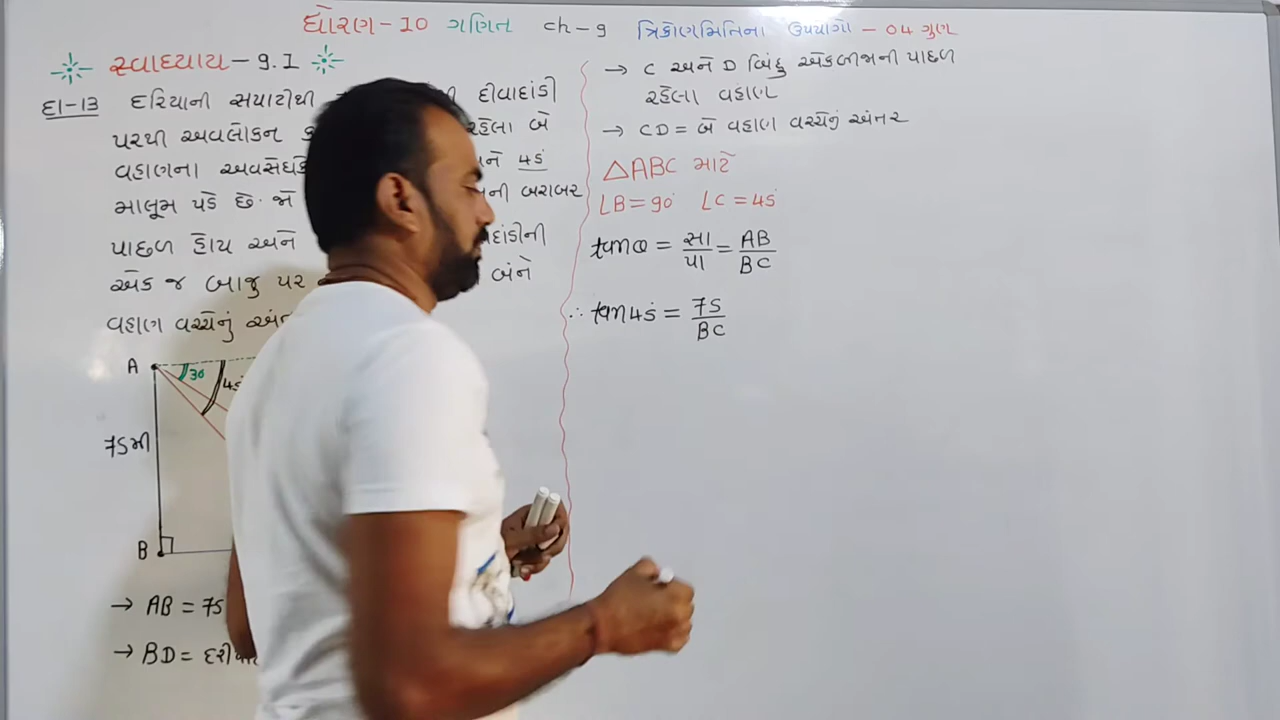 ધોરણ-10 ગણિત ch-9 ત્રિકોણમિતિના ઉપયોગો - 04 ગુણ
સ્વાધ્યાય - 9.1
દા-13 દરિયાની સપાટીથી દીવાદાંડી
પરથી અવલોકન રહેલા બે
વહાણના અવસેધકો અને 45°
માલૂમ પડે છે. જો ની બરાબર
પાછળ હોય અને દાંડીની
એક જ બાજુ પર બંને
વહાણ વચ્ચેનું
A 30 45
75મી
B
→ AB = 75
→ BD =
→ C અને D બિંદુ એકબીજાની પાછળ
રહેલા વહાણ
→ CD = બે વહાણ વચ્ચેનું અંતર
△ABC માટે
∠B = 90° ∠C = 45°
tanθ = સા/પા = AB/BC
∴ tan45° = 75/BC